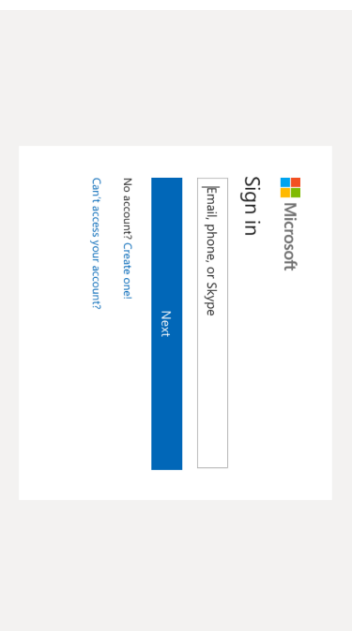 Microsoft
Sign in
Email, phone, or Skype
Next
No account? Create one!
Can't access your account?